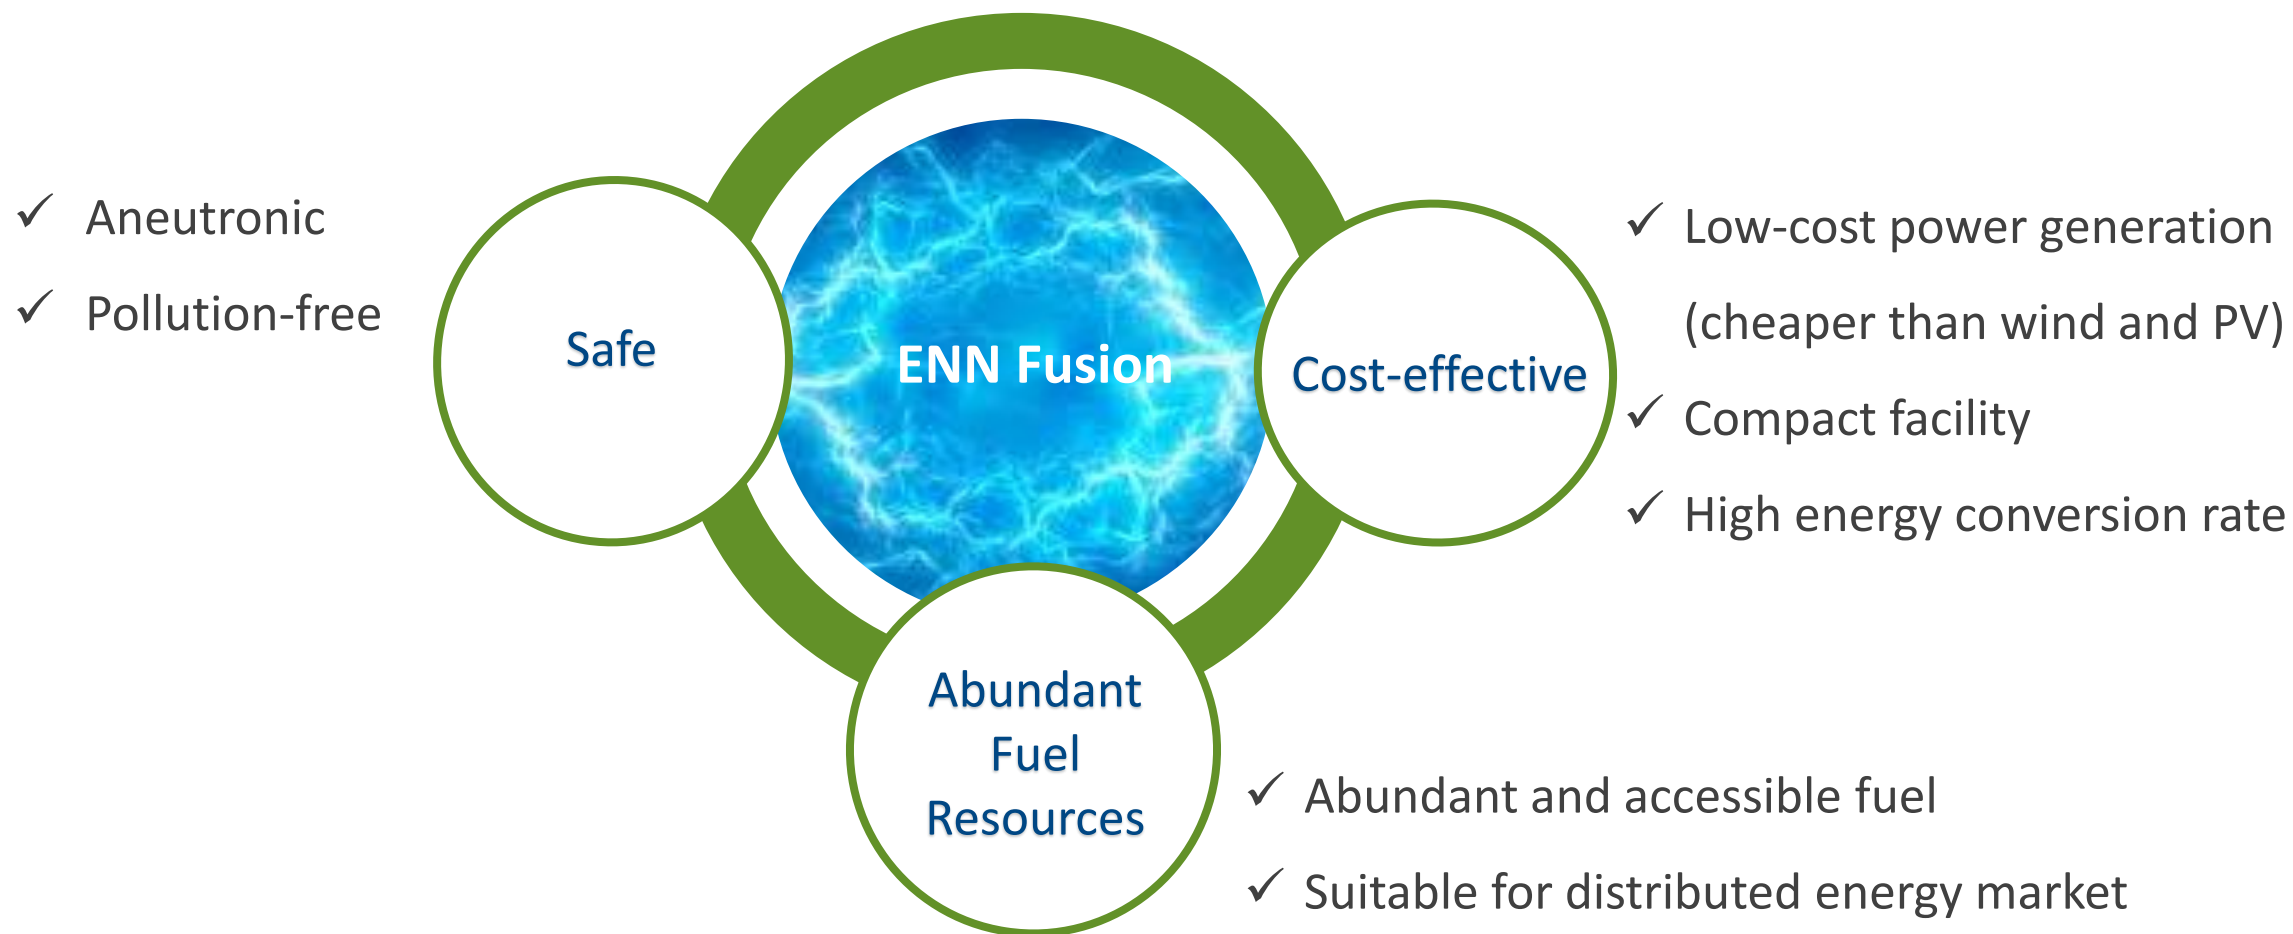 ✓ Aneutronic
✓ Pollution-free
Safe
ENN Fusion
Cost-effective
✓ Low-cost power generation
(cheaper than wind and PV)
✓ Compact facility
✓ High energy conversion rate
Abundant
Fuel
Resources
✓ Abundant and accessible fuel
✓ Suitable for distributed energy market